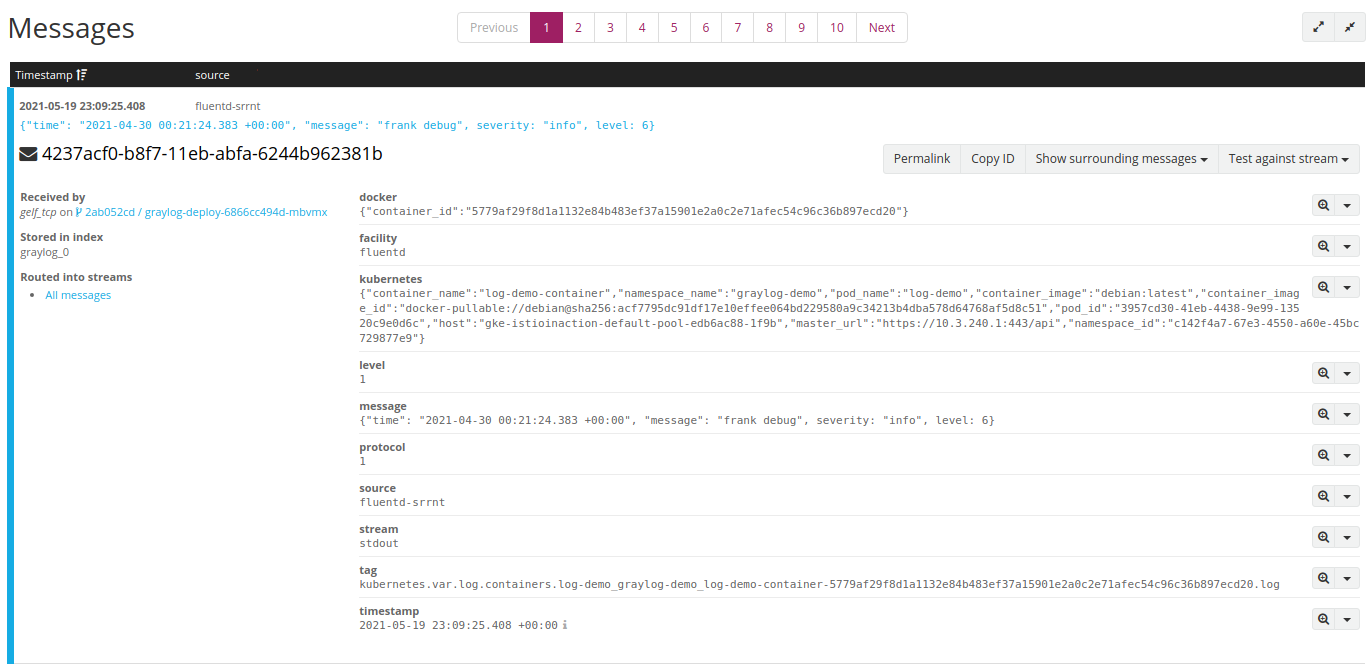 Messages
Previous 1 2 3 4 5 6 7 8 9 10 Next
Timestamp source
2021-05-19 23:09:25.408 fluentd-srrnt
{"time": "2021-04-30 00:21:24.383 +00:00", "message": "frank debug", severity: "info", level: 6}
4237acf0-b8f7-11eb-abfa-6244b962381b
Permalink Copy ID Show surrounding messages Test against stream
Received by
gelf_tcp on 2ab052cd / graylog-deploy-6866cc494d-mbvmx
Stored in index
graylog_0
Routed into streams
• All messages
docker
{"container_id":"5779af29f8d1a1132e84b483ef37a15901e2a0c2e71afec54c96c36b897ecd20"}
facility
fluentd
kubernetes
{"container_name":"log-demo-container","namespace_name":"graylog-demo","pod_name":"log-demo","container_image":"debian:latest","container_imag
e_id":"docker-pullable://debian@sha256:acf7795dc91df17e10effee064bd229580a9c34213b4dba578d64768af5d8c51","pod_id":"3957cd30-41eb-4438-9e99-135
20c9e0d6c","host":"gke-istioinaction-default-pool-edb6ac88-1f9b","master_url":"https://10.3.240.1:443/api","namespace_id":"c142f4a7-67e3-4550-a60e-45bc
729877e9"}
level
1
message
{"time": "2021-04-30 00:21:24.383 +00:00", "message": "frank debug", severity: "info", level: 6}
protocol
1
source
fluentd-srrnt
stream
stdout
tag
kubernetes.var.log.containers.log-demo_graylog-demo_log-demo-container-5779af29f8d1a1132e84b483ef37a15901e2a0c2e71afec54c96c36b897ecd20.log
timestamp
2021-05-19 23:09:25.408 +00:00